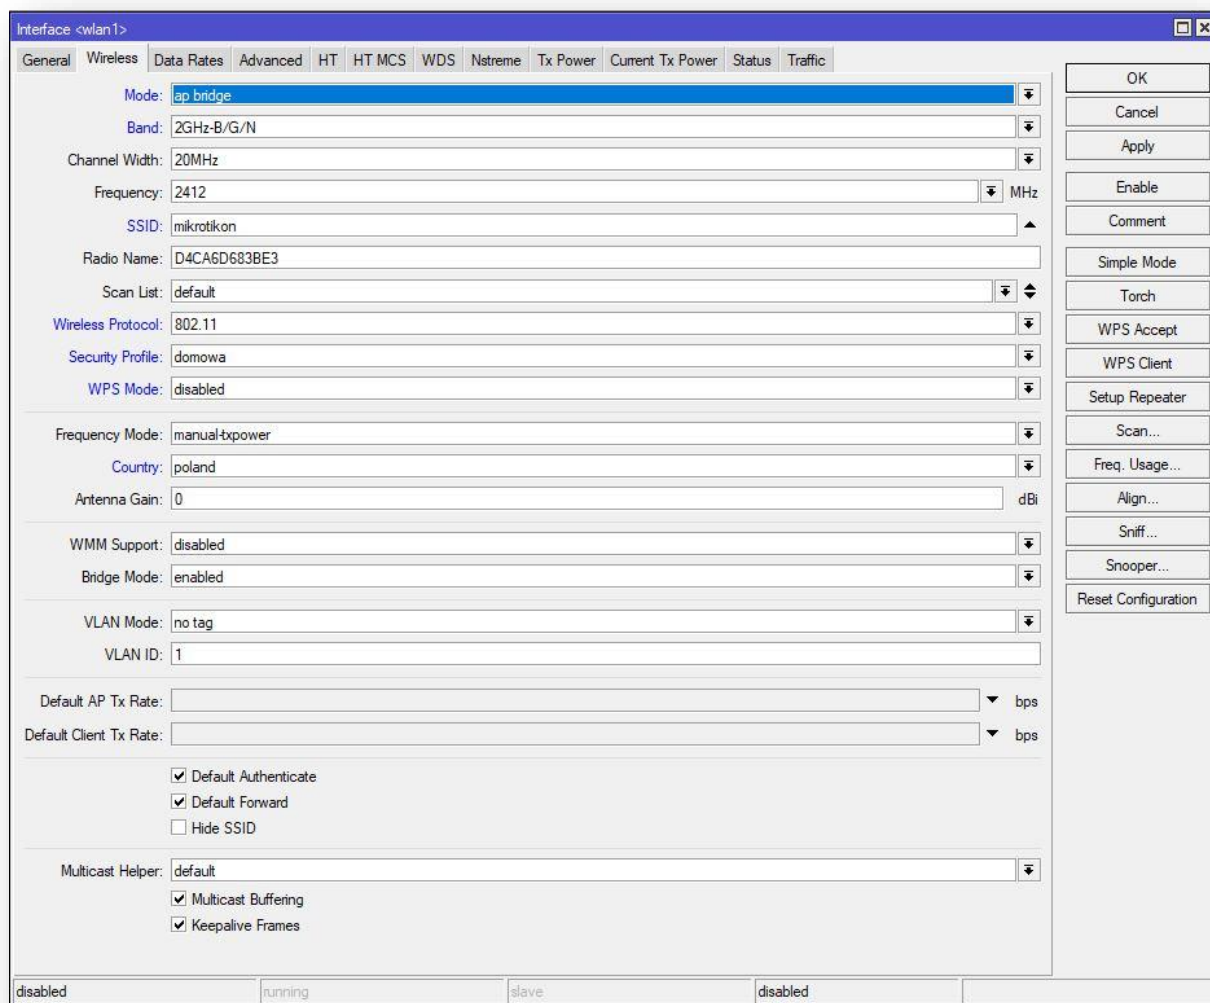 Interface <wlan1>
General Wireless Data Rates Advanced HT HT MCS WDS Nstreme Tx Power Current Tx Power Status Traffic
Mode: ap bridge
Band: 2GHz-B/G/N
Channel Width: 20MHz
Frequency: 2412 MHz
SSID: mikrotikon
Radio Name: D4CA6D683BE3
Scan List: default
Wireless Protocol: 802.11
Security Profile: domowa
WPS Mode: disabled
Frequency Mode: manual-txpower
Country: poland
Antenna Gain: 0 dBi
WMM Support: disabled
Bridge Mode: enabled
VLAN Mode: no tag
VLAN ID: 1
Default AP Tx Rate: bps
Default Client Tx Rate: bps
Default Authenticate
Default Forward
Hide SSID
Multicast Helper: default
Multicast Buffering
Keepalive Frames
OK
Cancel
Apply
Enable
Comment
Simple Mode
Torch
WPS Accept
WPS Client
Setup Repeater
Scan...
Freq. Usage...
Align...
Sniff...
Snooper...
Reset Configuration
disabled running slave disabled